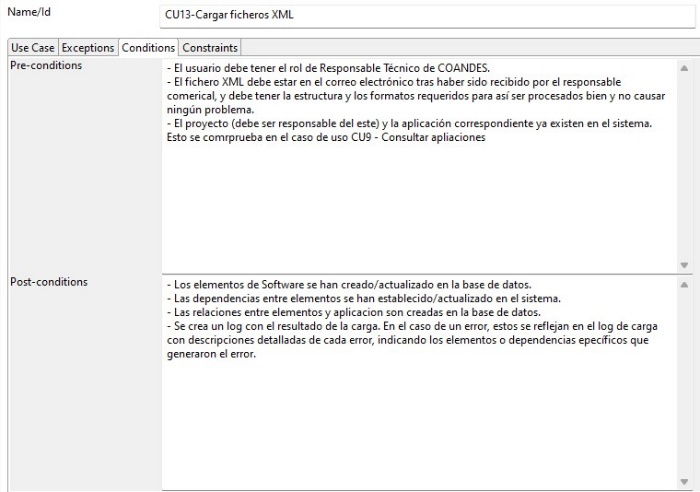 Name/Id
CU13-Cargar ficheros XML
Use Case Exceptions Conditions Constraints
Pre-conditions
- El usuario debe tener el rol de Responsable Técnico de COANDES.
- El fichero XML debe estar en el correo electrónico tras haber sido recibido por el responsable
comerical, y debe tener la estructura y los formatos requeridos para así ser procesados bien y no causar
ningún problema.
- El proyecto (debe ser responsable del este) y la aplicación correspondiente ya existen en el sistema.
Esto se comrprueba en el caso de uso CU9 - Consultar apliaciones
Post-conditions
- Los elementos de Software se han creado/actualizado en la base de datos.
- Las dependencias entre elementos se han establecido/actualizado en el sistema.
- Las relaciones entre elementos y aplicacion son creadas en la base de datos.
- Se crea un log con el resultado de la carga. En el caso de un error, estos se reflejan en el log de carga
con descripciones detalladas de cada error, indicando los elementos o dependencias epecíficos que
generaron el error.